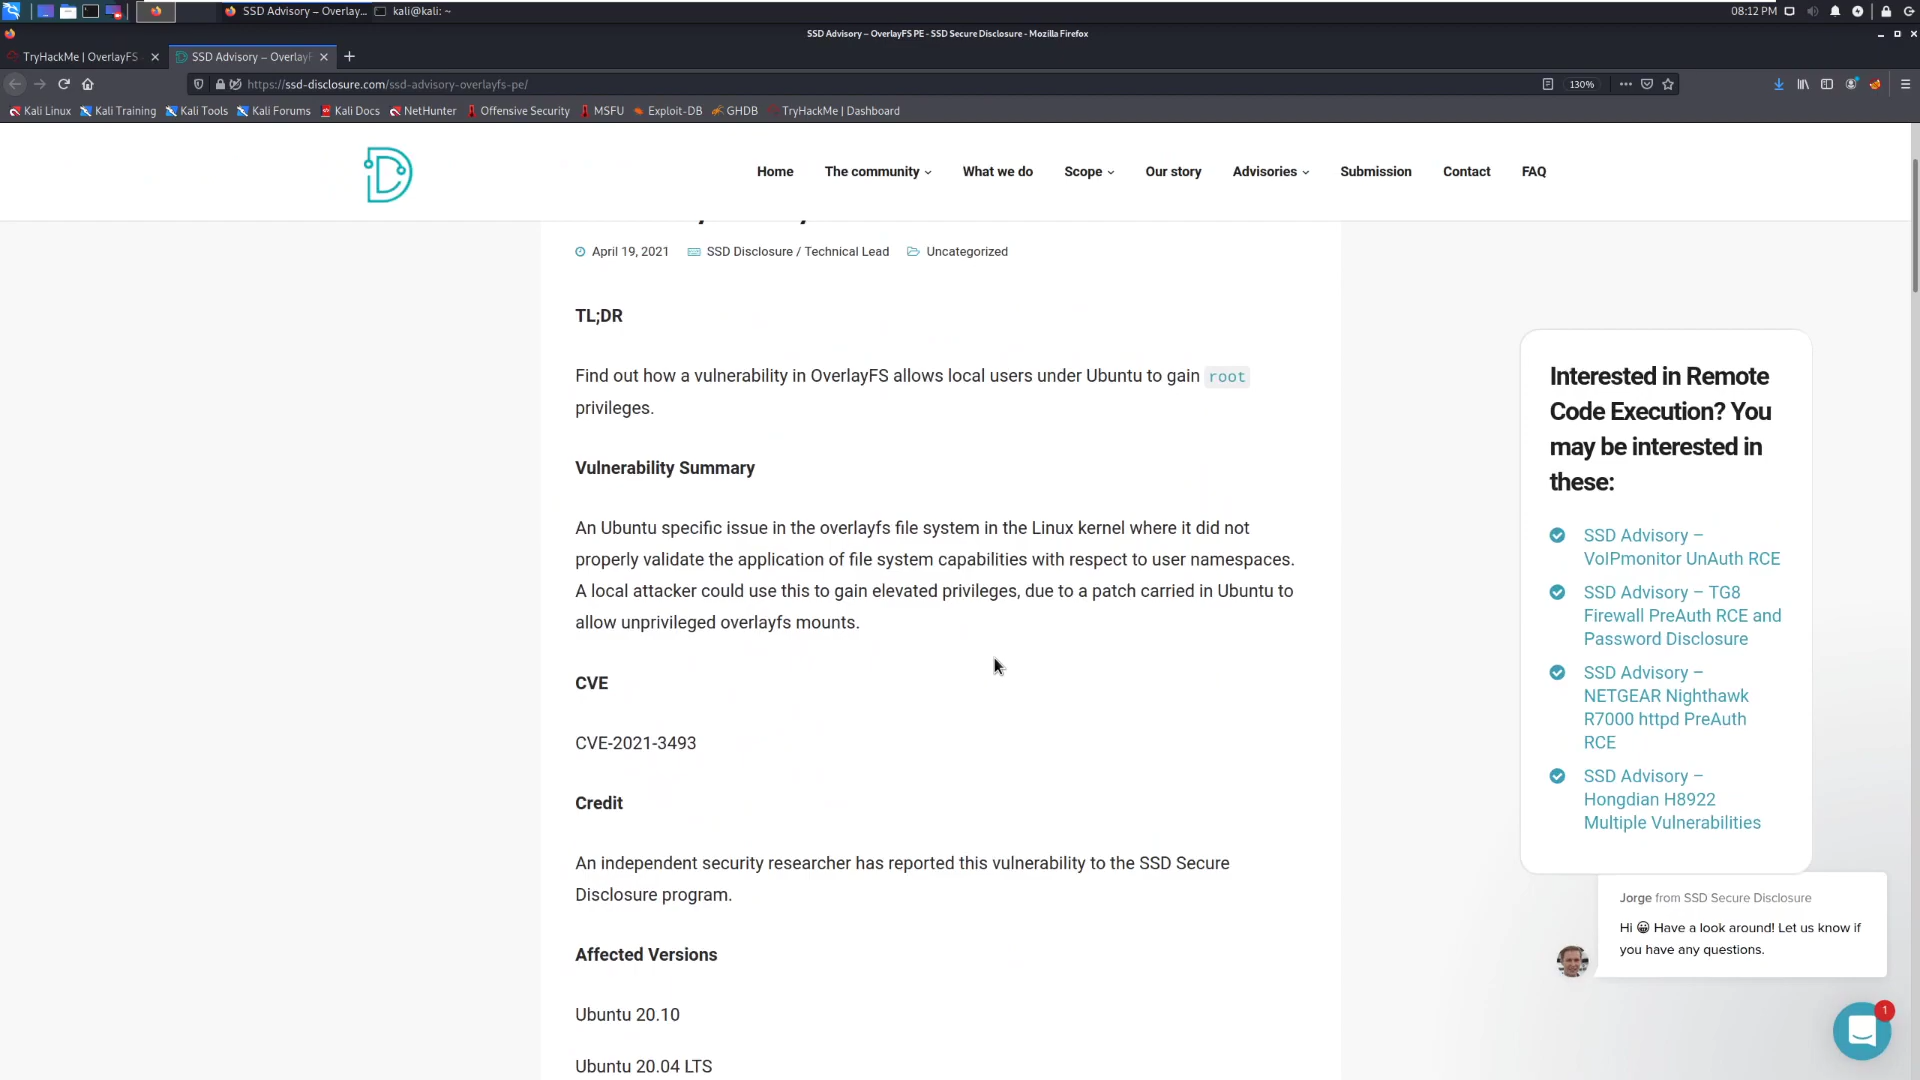 SSD Advisory – Overlay...
kali@kali: ~
08:12 PM
SSD Advisory – OverlayFS PE - SSD Secure Disclosure - Mozilla Firefox
TryHackMe | OverlayFS
SSD Advisory – Overlay
https://ssd-disclosure.com/ssd-advisory-overlayfs-pe/
130%
Kali Linux
Kali Training
Kali Tools
Kali Forums
Kali Docs
NetHunter
Offensive Security
MSFU
Exploit-DB
GHDB
TryHackMe | Dashboard
Home
The community
What we do
Scope
Our story
Advisories
Submission
Contact
FAQ
April 19, 2021
SSD Disclosure / Technical Lead
Uncategorized
TL;DR
Find out how a vulnerability in OverlayFS allows local users under Ubuntu to gain root
privileges.
Vulnerability Summary
An Ubuntu specific issue in the overlayfs file system in the Linux kernel where it did not
properly validate the application of file system capabilities with respect to user namespaces.
A local attacker could use this to gain elevated privileges, due to a patch carried in Ubuntu to
allow unprivileged overlayfs mounts.
CVE
CVE-2021-3493
Credit
An independent security researcher has reported this vulnerability to the SSD Secure
Disclosure program.
Affected Versions
Ubuntu 20.10
Ubuntu 20.04 LTS
Interested in Remote
Code Execution? You
may be interested in
these:
SSD Advisory –
VoIPmonitor UnAuth RCE
SSD Advisory – TG8
Firewall PreAuth RCE and
Password Disclosure
SSD Advisory –
NETGEAR Nighthawk
R7000 httpd PreAuth
RCE
SSD Advisory –
Hongdian H8922
Multiple Vulnerabilities
Jorge from SSD Secure Disclosure
Hi 😀 Have a look around! Let us know if
you have any questions.
1